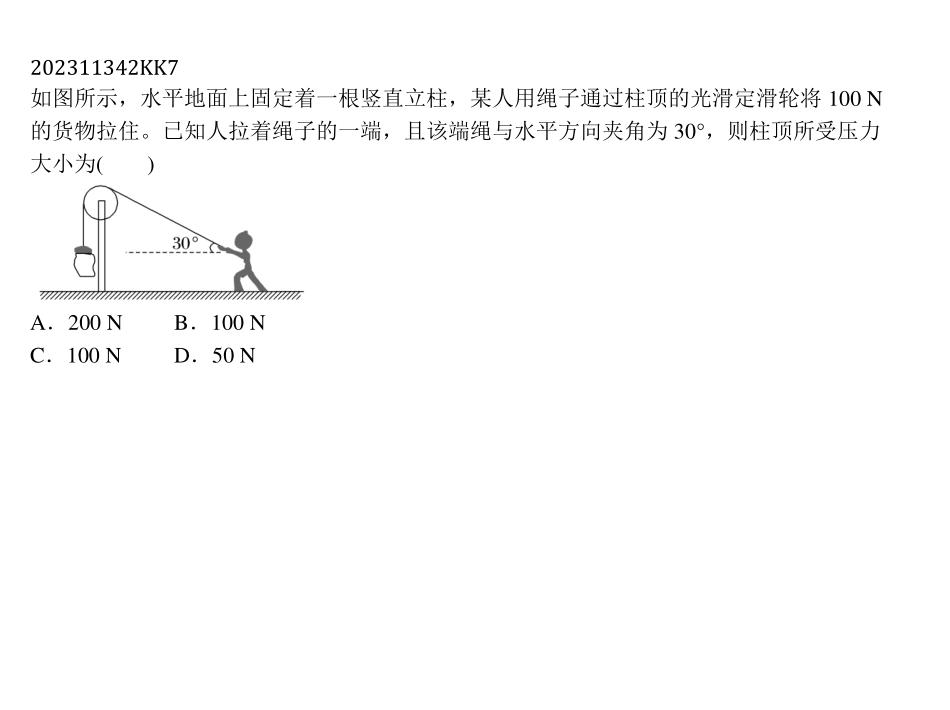 202311342KK7
如图所示，水平地面上固定着一根竖直立柱，某人用绳子通过柱顶的光滑定滑轮将 100 N
的货物拉住。已知人拉着绳子的一端，且该端绳与水平方向夹角为 30°，则柱顶所受压力
大小为(　　)
30°
A．200 N　　B．100 N
C．100 N　　D．50 N